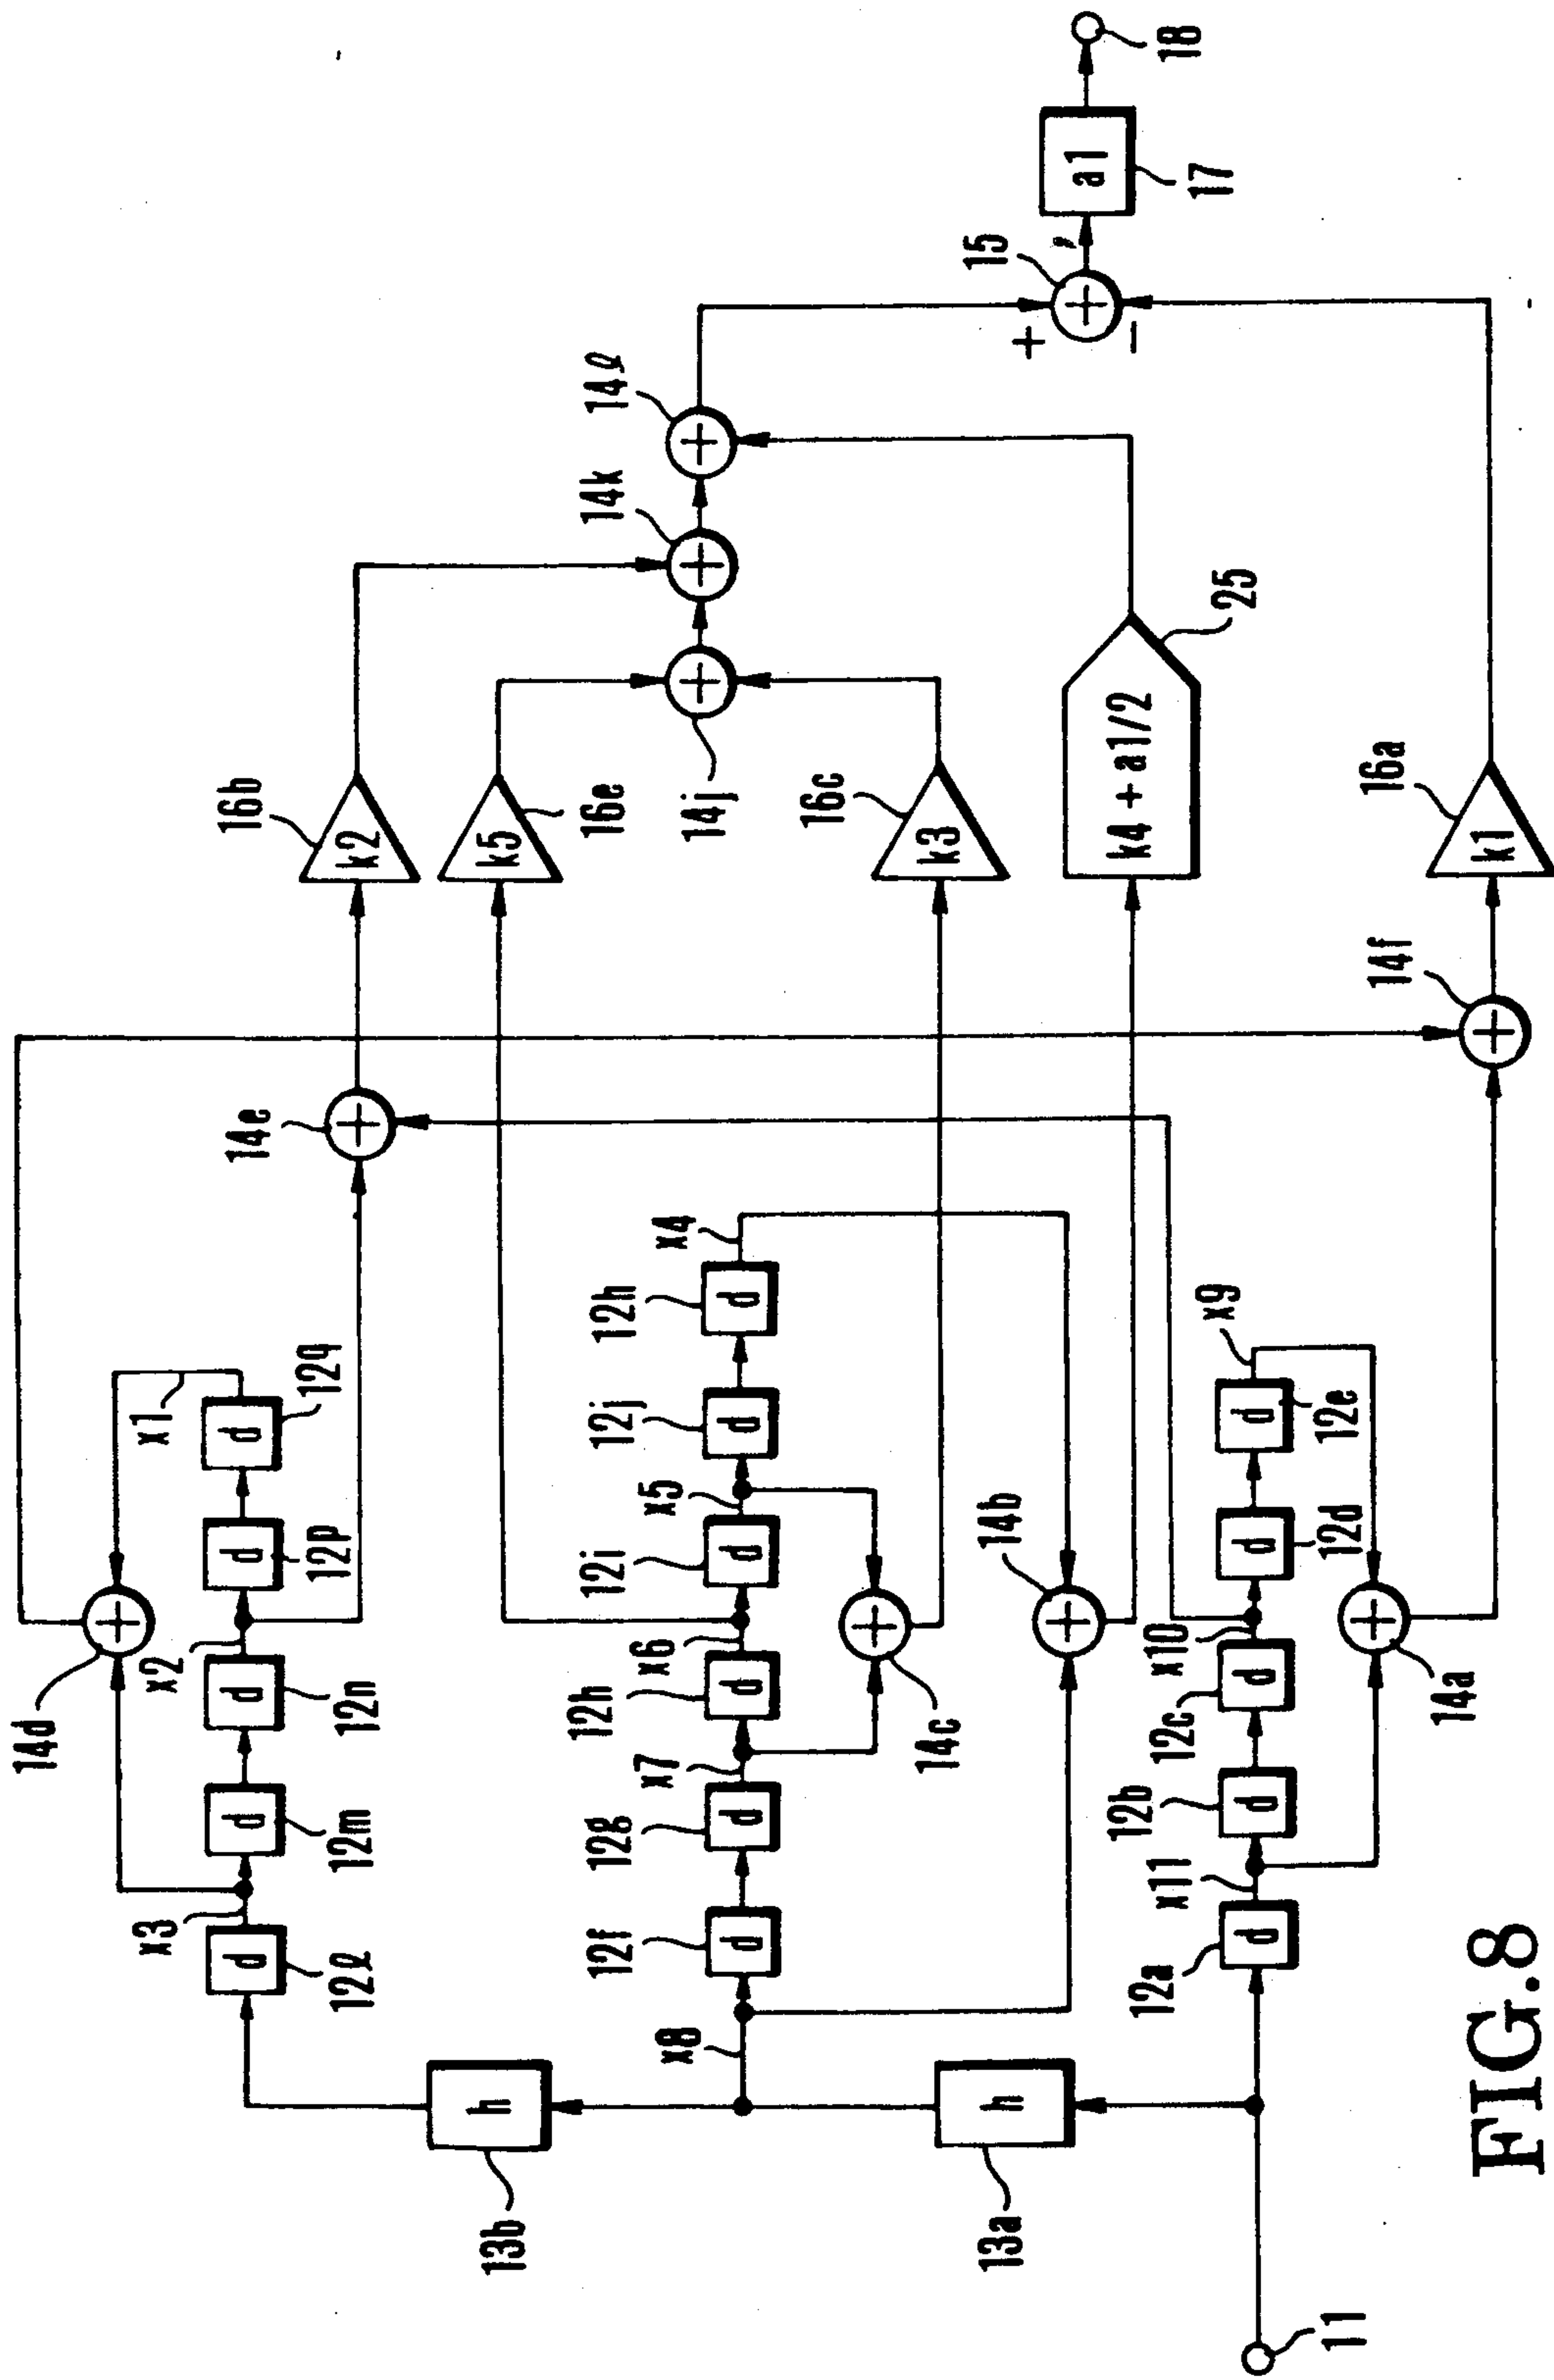 14d
x3
d
12ℓ
d
12m
x2
d
12n
d
12p
d
12q
x1
14e
16b
k2
13b
h
x8
d
12f
d
12g
x7
d
12h
x6
d
12i
x5
d
12j
d
12h
x4
14c
14b
k5
16e
14j
14k
14ℓ
16c
k3
k4 + a1/2
25
15
+
−
a1
17
18
13a
h
11
12a
d
x11
12b
d
12c
d
x10
d
12d
d
12e
x9
14a
14f
16a
k1
FIG.8